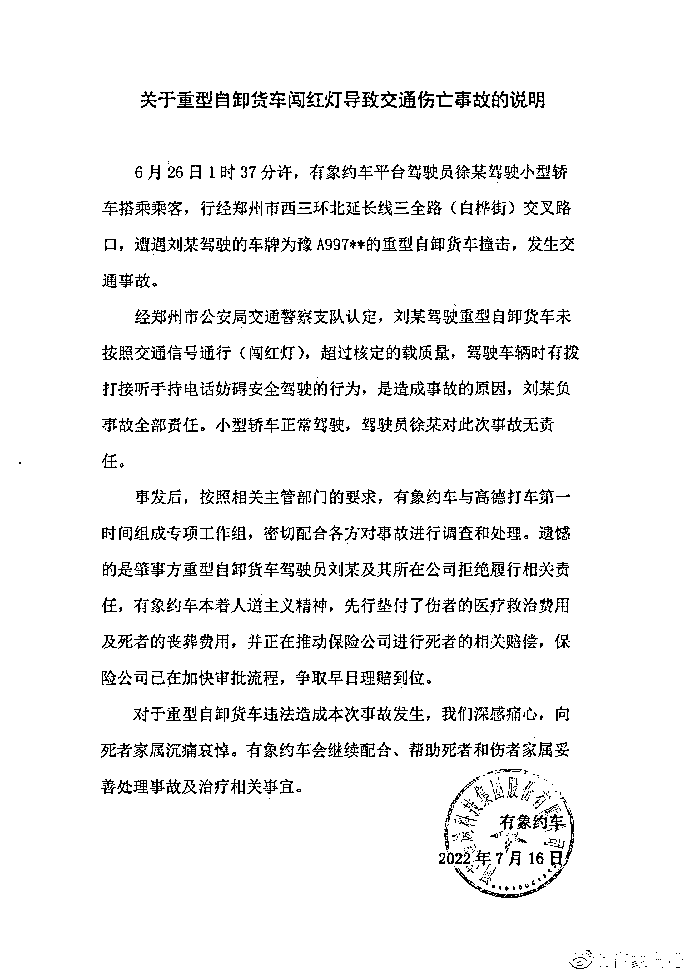 关于重型自卸货车闯红灯导致交通伤亡事故的说明
6月26日1时37分许，有象约车平台驾驶员徐某驾驶小型轿
车搭乘乘客，行经郑州市西三环北延长线三全路（白桦街）交叉路
口，遭遇刘某驾驶的车牌为豫A997**的重型自卸货车撞击，发生交
通事故。
经郑州市公安局交通警察支队认定，刘某驾驶重型自卸货车未
按照交通信号通行（闯红灯），超过核定的载质量，驾驶车辆时有拨
打接听手持电话妨碍安全驾驶的行为，是造成事故的原因，刘某负
事故全部责任。小型轿车正常驾驶，驾驶员徐某对此次事故无责
任。
事发后，按照相关主管部门的要求，有象约车与高德打车第一
时间组成专项工作组，密切配合各方对事故进行调查和处理。遗憾
的是肇事方重型自卸货车驾驶员刘某及其所在公司拒绝履行相关责
任，有象约车本着人道主义精神，先行垫付了伤者的医疗救治费用
及死者的丧葬费用，并正在推动保险公司进行死者的相关赔偿，保
险公司已在加快审批流程，争取早日理赔到位。
对于重型自卸货车违法造成本次事故发生，我们深感痛心，向
死者家属沉痛哀悼。有象约车会继续配合、帮助死者和伤者家属妥
善处理事故及治疗相关事宜。
科技集团股份有限
有象约车
2022年7月16日